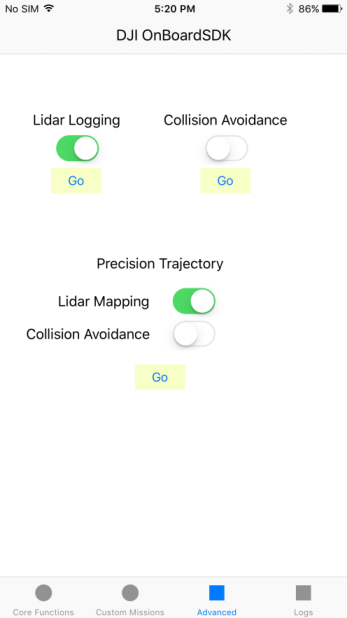 No SIM 5:20 PM 86%
DJI OnBoardSDK
Lidar Logging Collision Avoidance
Go Go
Precision Trajectory
Lidar Mapping
Collision Avoidance
Go
Core Functions Custom Missions Advanced Logs